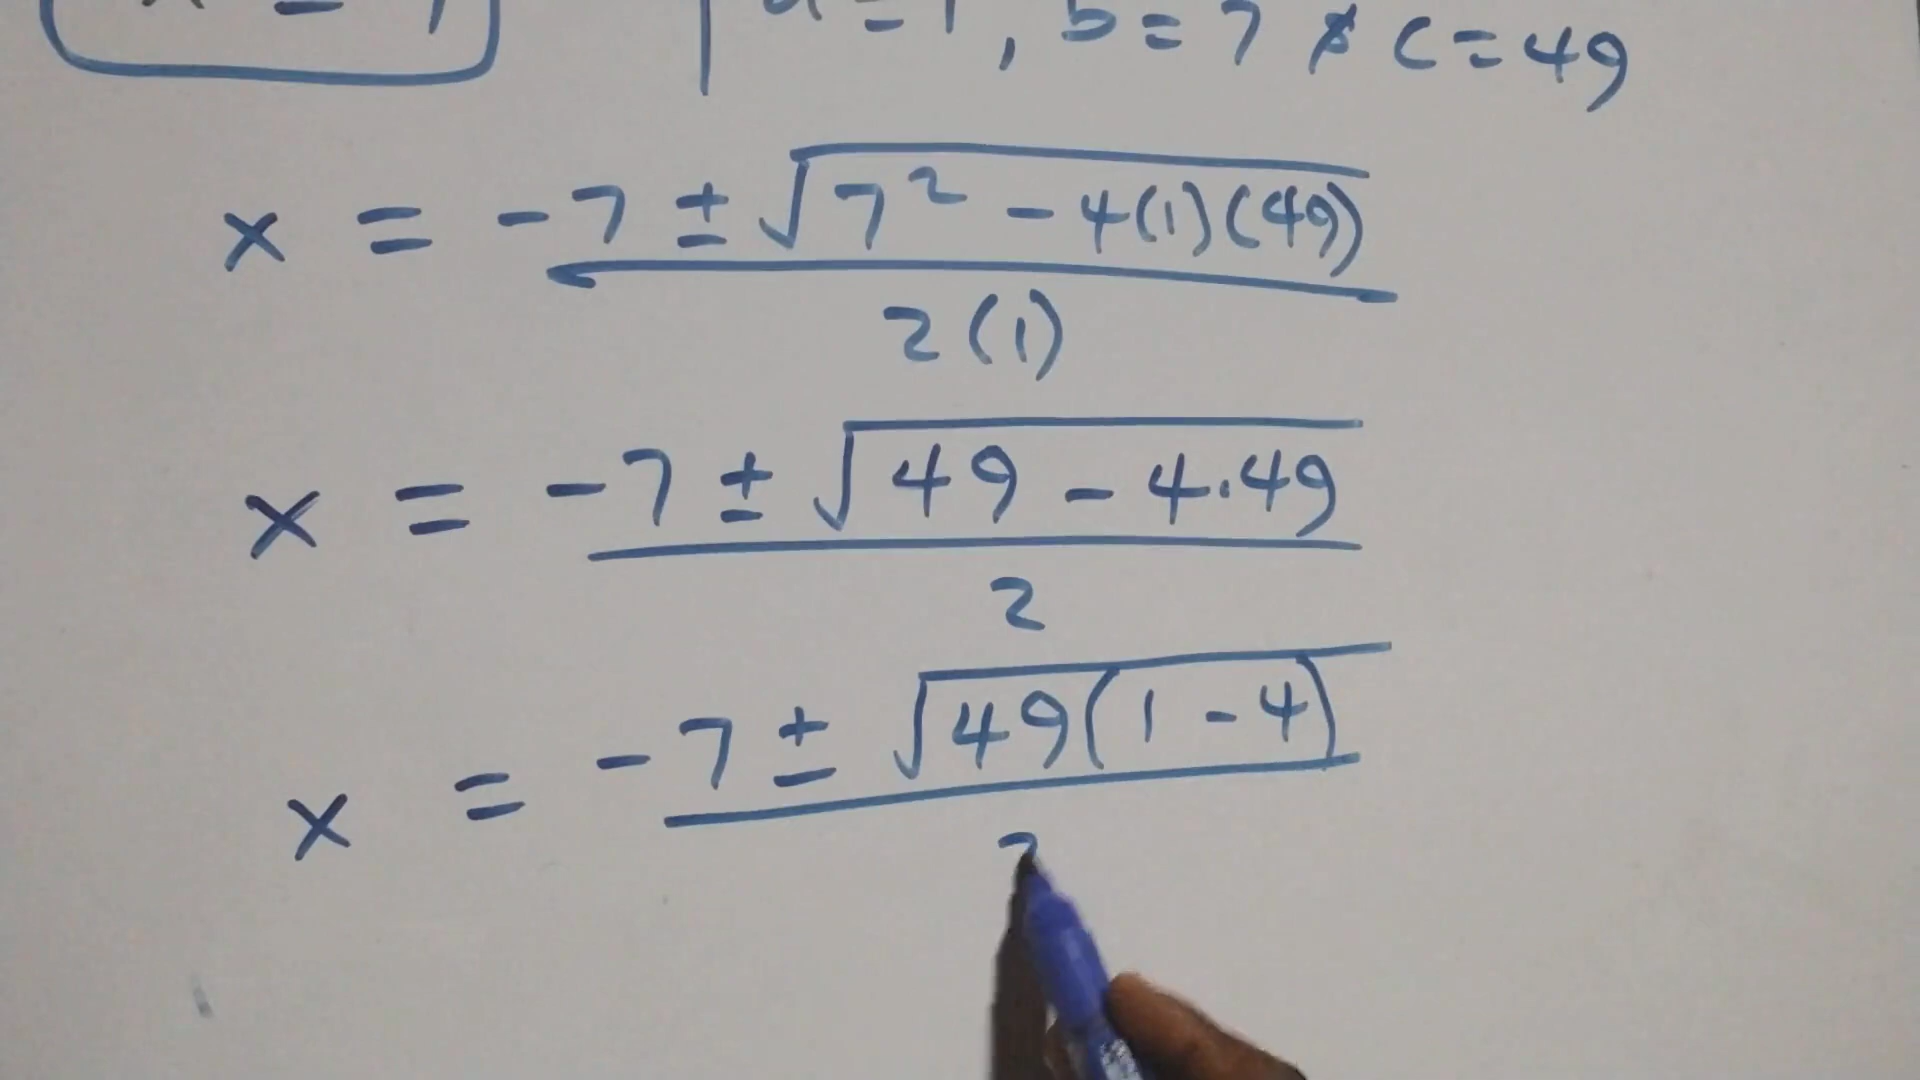 x = 7
a = 1, b = 7 & c = 49
x = -7 ± √(7² - 4(1)(49)) / 2(1)
x = -7 ± √(49 - 4·49) / 2
x = -7 ± √(49(1 - 4)) / 2